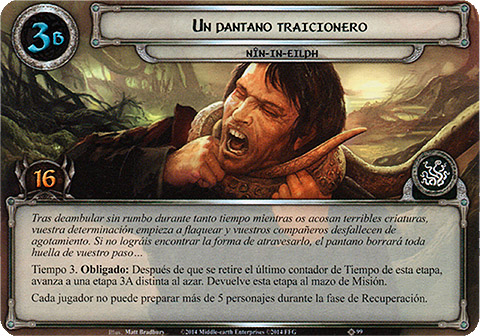 Un pantano traicionero
3B
Nîn-in-Eilph
16
Tras deambular sin rumbo durante tanto tiempo mientras os acosan terribles criaturas,
vuestra determinación empieza a flaquear y vuestros compañeros desfallecen de
agotamiento. Si no lográis encontrar la forma de atravesarlo, el pantano borrará toda
huella de vuestro paso…
Tiempo 3. Obligado: Después de que se retire el último contador de Tiempo de esta etapa,
avanza a una etapa 3A distinta al azar. Devuelve esta etapa al mazo de Misión.
Cada jugador no puede preparar más de 5 personajes durante la fase de Recuperación.
Ilus. Matt Bradbury ©2014 Middle-earth Enterprises ©2014 FFG 99